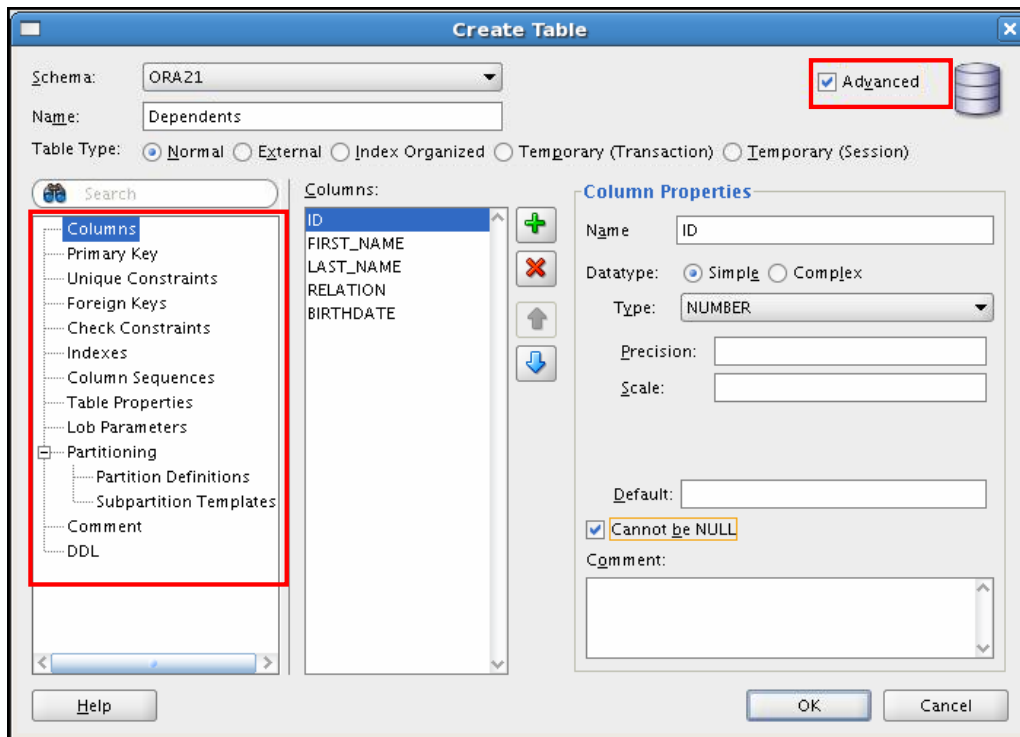 Create Table
Schema: ORA21 Advanced
Name: Dependents
Table Type: Normal External Index Organized Temporary (Transaction) Temporary (Session)
Search
Columns
Primary Key
Unique Constraints
Foreign Keys
Check Constraints
Indexes
Column Sequences
Table Properties
Lob Parameters
Partitioning
Partition Definitions
Subpartition Templates
Comment
DDL
Columns:
ID
FIRST_NAME
LAST_NAME
RELATION
BIRTHDATE
Column Properties
Name ID
Datatype: Simple Complex
Type: NUMBER
Precision:
Scale:
Default:
Cannot be NULL
Comment:
Help OK Cancel